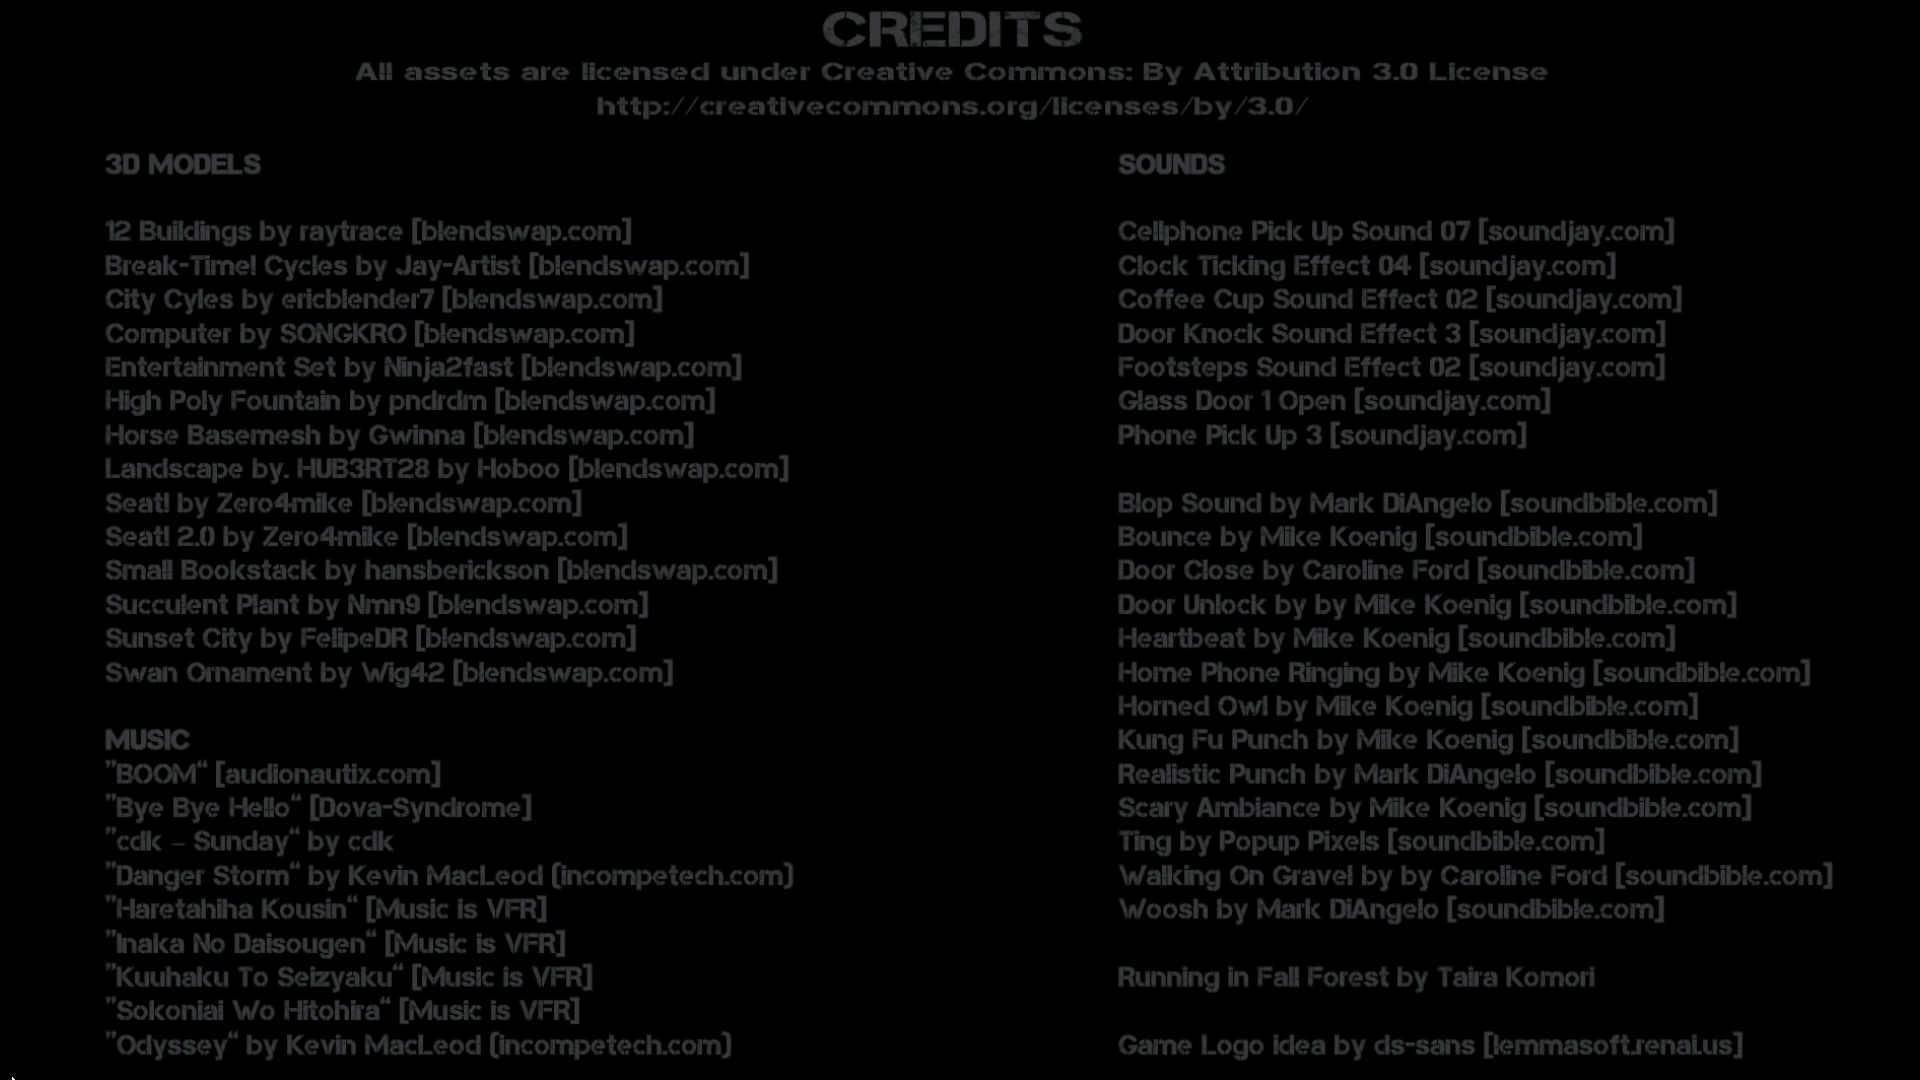 CREDITS
All assets are licensed under Creative Commons: By Attribution 3.0 License
http://creativecommons.org/licenses/by/3.0/
3D MODELS
12 Buildings by raytrace [blendswap.com]
Break-Time! Cycles by Jay-Artist [blendswap.com]
City Cyles by ericblender7 [blendswap.com]
Computer by SONGKRO [blendswap.com]
Entertainment Set by Ninja2fast [blendswap.com]
High Poly Fountain by pndrdm [blendswap.com]
Horse Basemesh by Gwinna [blendswap.com]
Landscape by. HUB3RT28 by Hoboo [blendswap.com]
Seat! by Zero4mike [blendswap.com]
Seat! 2.0 by Zero4mike [blendswap.com]
Small Bookstack by hansberickson [blendswap.com]
Succulent Plant by Nmn9 [blendswap.com]
Sunset City by FelipeDR [blendswap.com]
Swan Ornament by Wig42 [blendswap.com]
MUSIC
"BOOM" [audionautix.com]
"Bye Bye Hello" [Dova-Syndrome]
"cdk – Sunday" by cdk
"Danger Storm" by Kevin MacLeod (incompetech.com)
"Haretahiha Kousin" [Music is VFR]
"Inaka No Daisougen" [Music is VFR]
"Kuuhaku To Seizyaku" [Music is VFR]
"Sokoniai Wo Hitohira" [Music is VFR]
"Odyssey" by Kevin MacLeod (incompetech.com)
SOUNDS
Cellphone Pick Up Sound 07 [soundjay.com]
Clock Ticking Effect 04 [soundjay.com]
Coffee Cup Sound Effect 02 [soundjay.com]
Door Knock Sound Effect 3 [soundjay.com]
Footsteps Sound Effect 02 [soundjay.com]
Glass Door 1 Open [soundjay.com]
Phone Pick Up 3 [soundjay.com]
Blop Sound by Mark DiAngelo [soundbible.com]
Bounce by Mike Koenig [soundbible.com]
Door Close by Caroline Ford [soundbible.com]
Door Unlock by by Mike Koenig [soundbible.com]
Heartbeat by Mike Koenig [soundbible.com]
Home Phone Ringing by Mike Koenig [soundbible.com]
Horned Owl by Mike Koenig [soundbible.com]
Kung Fu Punch by Mike Koenig [soundbible.com]
Realistic Punch by Mark DiAngelo [soundbible.com]
Scary Ambiance by Mike Koenig [soundbible.com]
Ting by Popup Pixels [soundbible.com]
Walking On Gravel by by Caroline Ford [soundbible.com]
Woosh by Mark DiAngelo [soundbible.com]
Running in Fall Forest by Taira Komori
Game Logo idea by ds-sans [lemmasoft.renai.us]